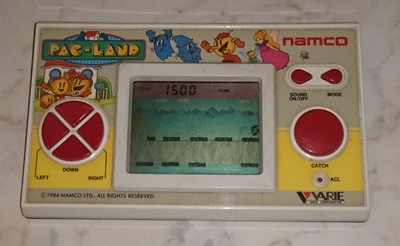 PAC-LAND
namco
1500
SOUND
ON/OFF
MODE
DOWN
LEFT
RIGHT
CATCH
ACL
© 1984 NAMCO LTD., ALL RIGHTS RESERVED
VARIE